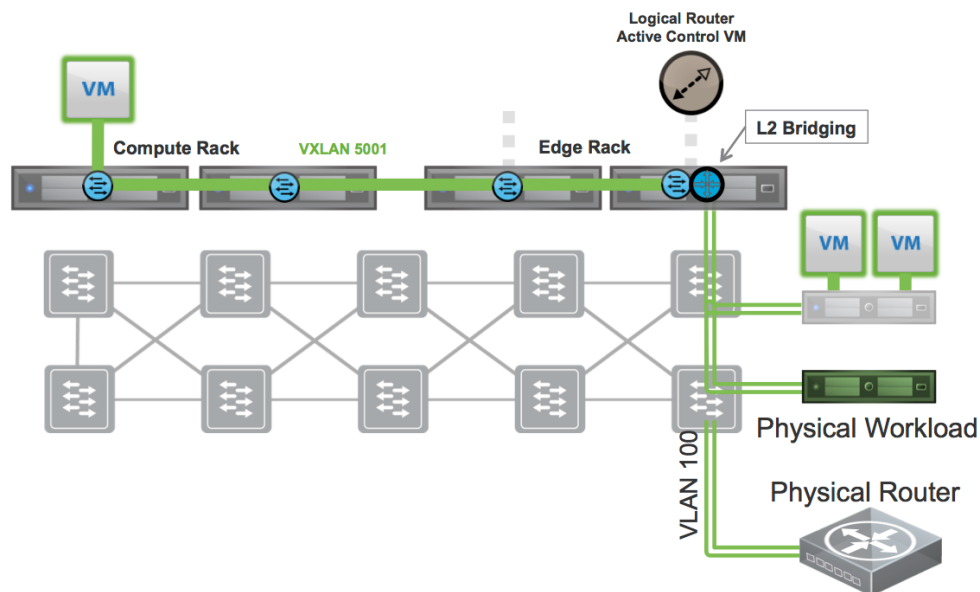 Logical Router
Active Control VM
VM
L2 Bridging
Compute Rack
VXLAN 5001
Edge Rack
VM
VM
Physical Workload
VLAN 100
Physical Router